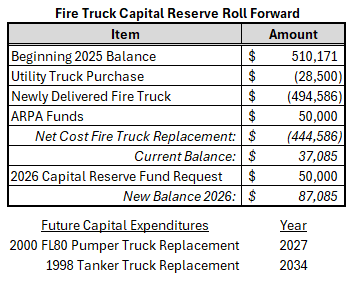 Fire Truck Capital Reserve Roll Forward
Item Amount
Beginning 2025 Balance $ 510,171
Utility Truck Purchase $ (28,500)
Newly Delivered Fire Truck $ (494,586)
ARPA Funds $ 50,000
Net Cost Fire Truck Replacement: $ (444,586)
Current Balance: $ 37,085
2026 Capital Reserve Fund Request $ 50,000
New Balance 2026: $ 87,085
Future Capital Expenditures Year
2000 FL80 Pumper Truck Replacement 2027
1998 Tanker Truck Replacement 2034